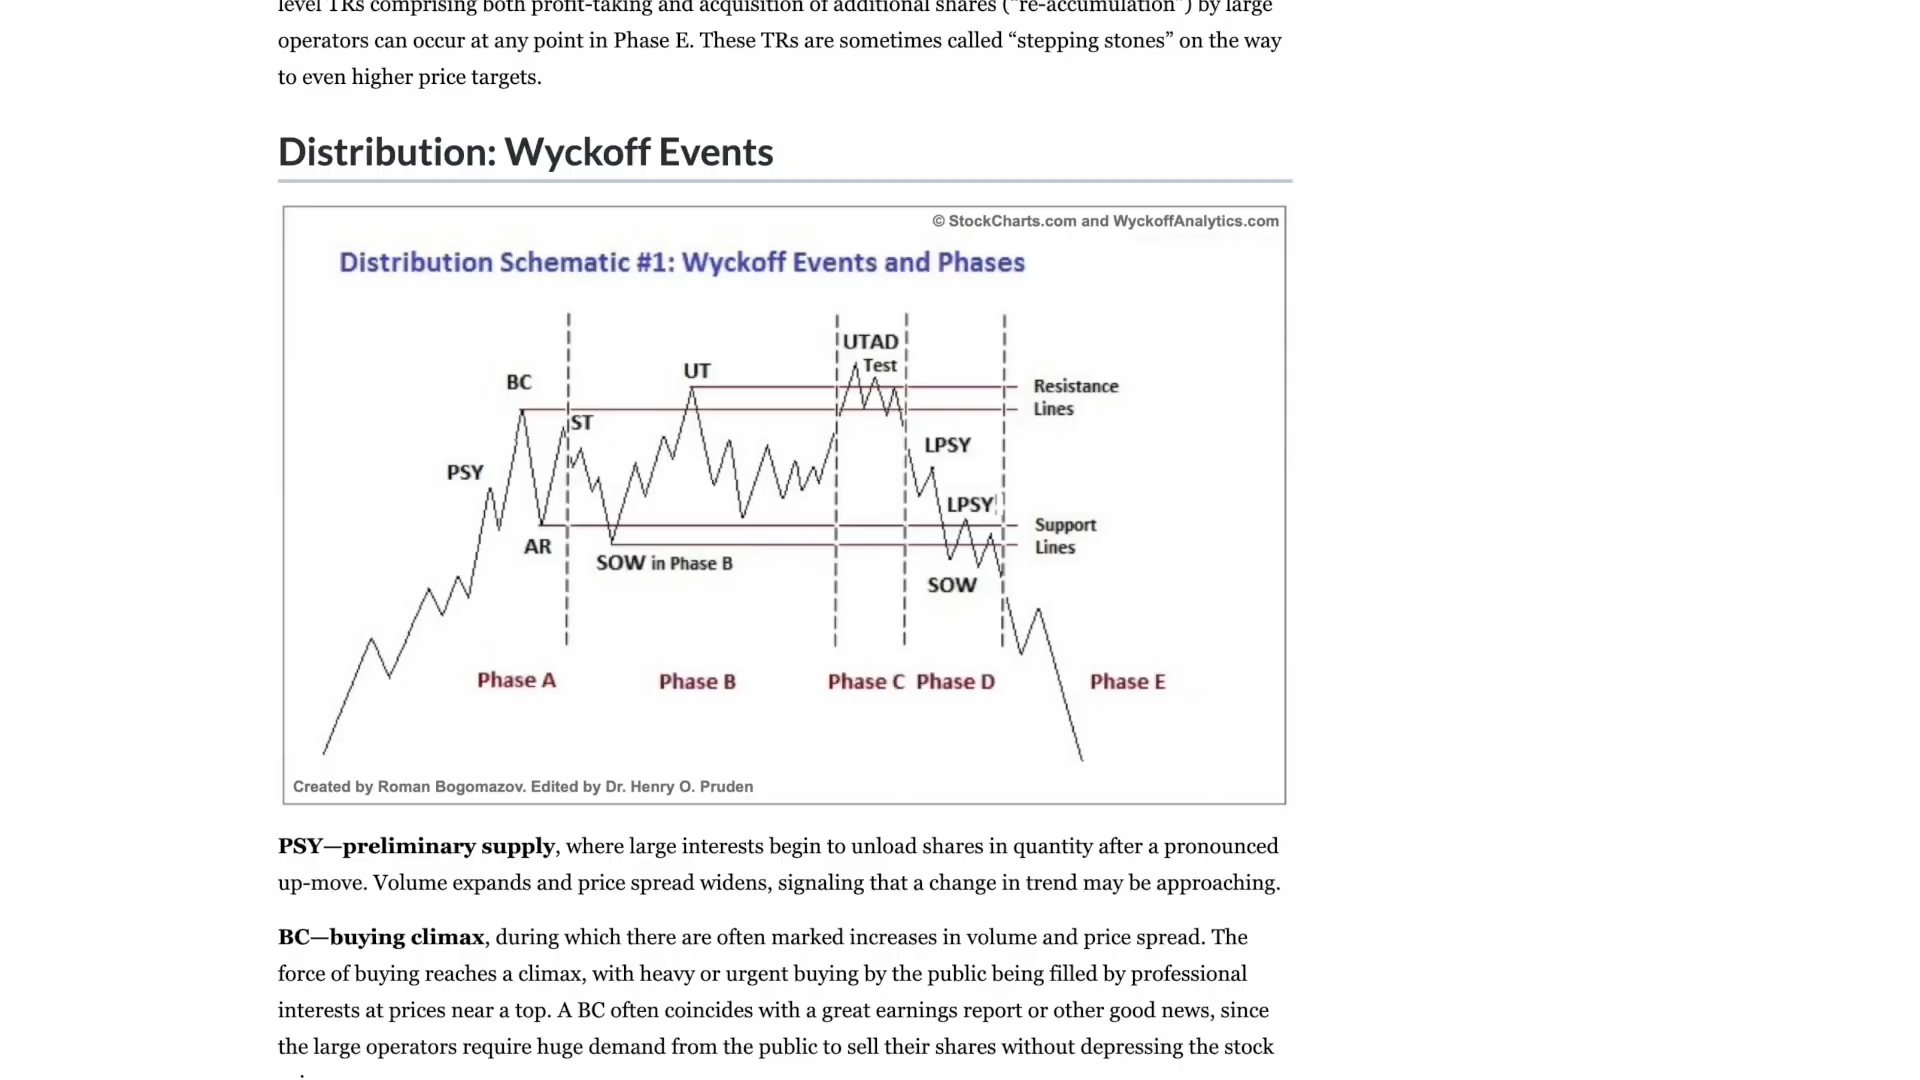 level TRs comprising both profit-taking and acquisition of additional shares (“re-accumulation”) by large
operators can occur at any point in Phase E. These TRs are sometimes called “stepping stones” on the way
to even higher price targets.
Distribution: Wyckoff Events
© StockCharts.com and WyckoffAnalytics.com
Distribution Schematic #1: Wyckoff Events and Phases
UTAD
Test
UT
BC
Resistance
Lines
ST
LPSY
PSY
LPSY
Support
Lines
AR
SOW in Phase B
SOW
Phase A
Phase B
Phase C
Phase D
Phase E
Created by Roman Bogomazov. Edited by Dr. Henry O. Pruden
PSY—preliminary supply, where large interests begin to unload shares in quantity after a pronounced
up-move. Volume expands and price spread widens, signaling that a change in trend may be approaching.
BC—buying climax, during which there are often marked increases in volume and price spread. The
force of buying reaches a climax, with heavy or urgent buying by the public being filled by professional
interests at prices near a top. A BC often coincides with a great earnings report or other good news, since
the large operators require huge demand from the public to sell their shares without depressing the stock